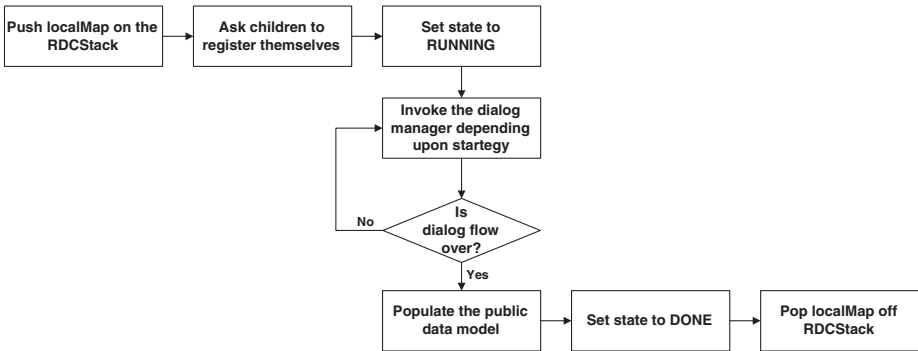 Push localMap on the
RDCStack
Ask children to
register themselves
Set state to
RUNNING
Invoke the dialog
manager depending
upon startegy
Is
dialog flow
over?
No
Yes
Populate the public
data model
Set state to DONE
Pop localMap off
RDCStack